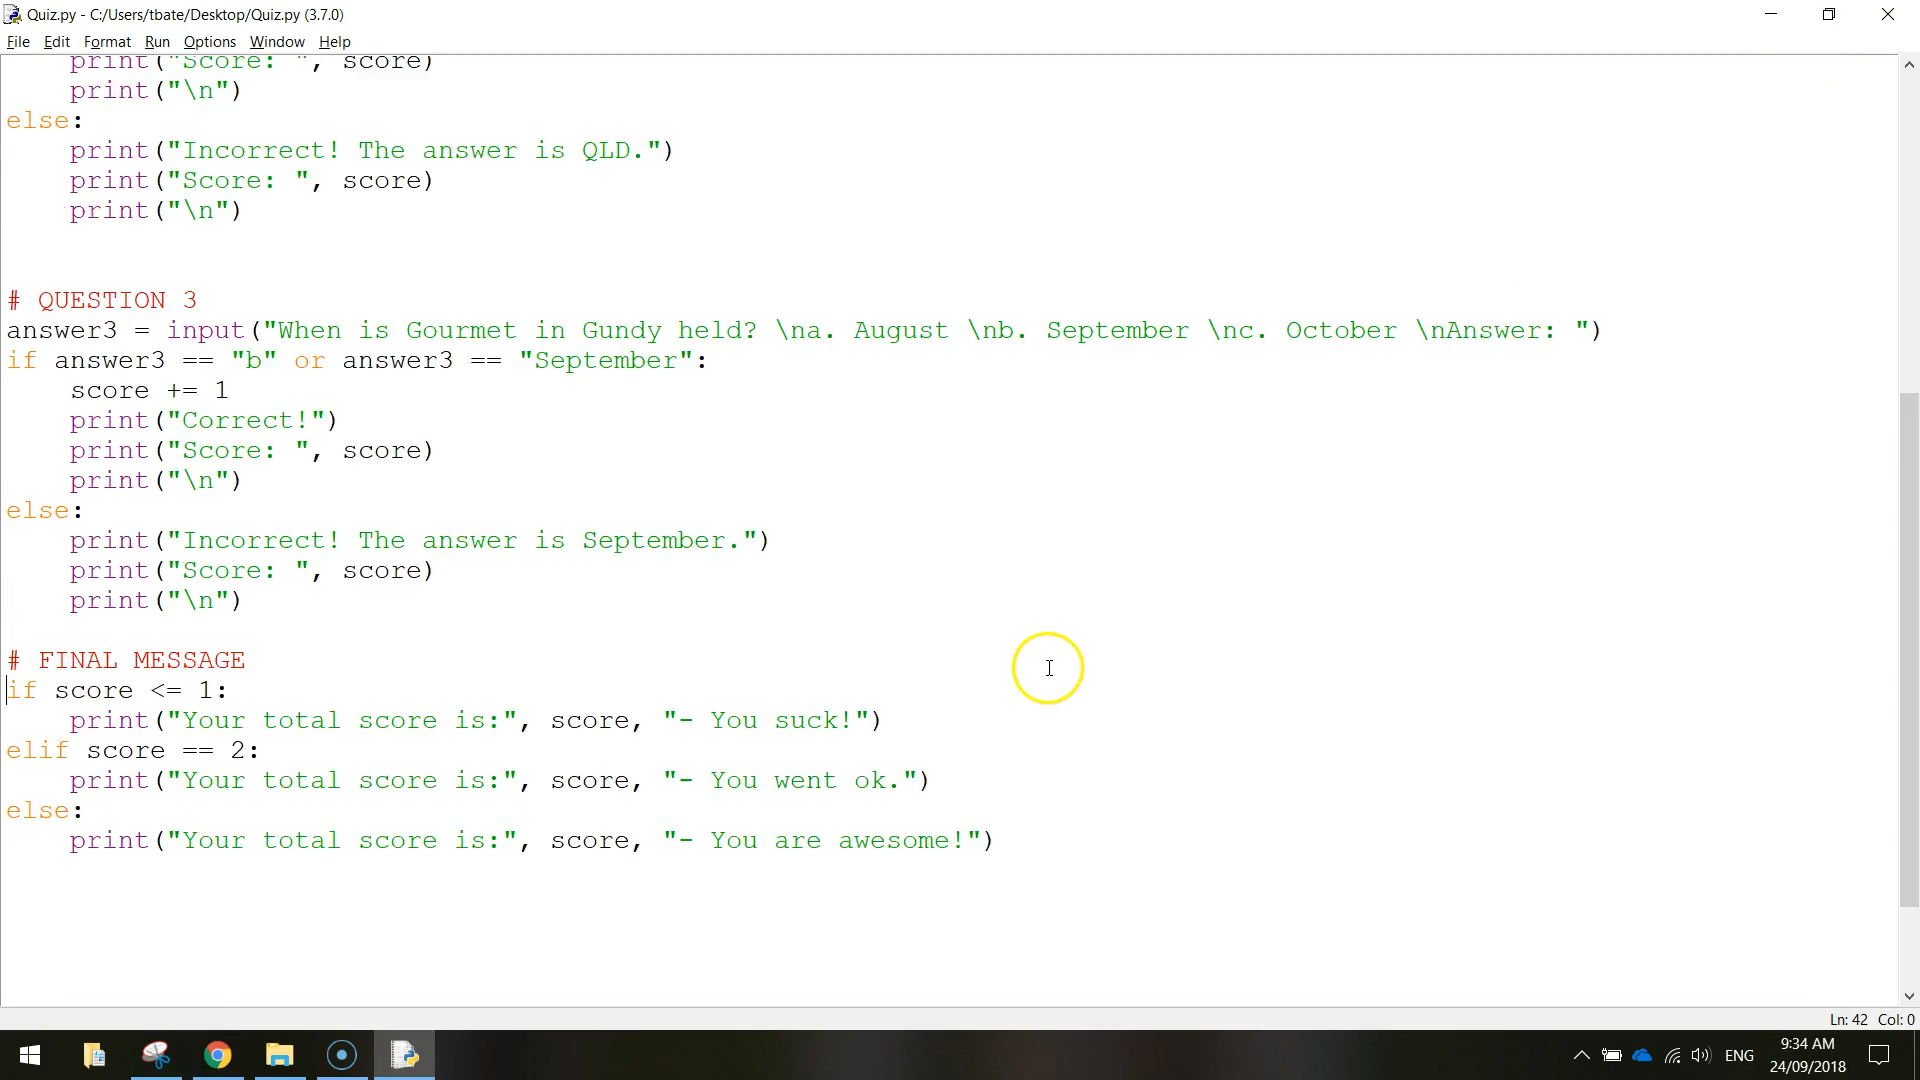 Quiz.py - C:/Users/tbate/Desktop/Quiz.py (3.7.0)
File Edit Format Run Options Window Help
    print("Score: ", score)
    print("\n")
else:
    print("Incorrect! The answer is QLD.")
    print("Score: ", score)
    print("\n")
# QUESTION 3
answer3 = input("When is Gourmet in Gundy held? \na. August \nb. September \nc. October \nAnswer: ")
if answer3 == "b" or answer3 == "September":
    score += 1
    print("Correct!")
    print("Score: ", score)
    print("\n")
else:
    print("Incorrect! The answer is September.")
    print("Score: ", score)
    print("\n")
# FINAL MESSAGE
if score <= 1:
    print("Your total score is:", score, "- You suck!")
elif score == 2:
    print("Your total score is:", score, "- You went ok.")
else:
    print("Your total score is:", score, "- You are awesome!")
Ln: 42 Col: 0
ENG
9:34 AM
24/09/2018